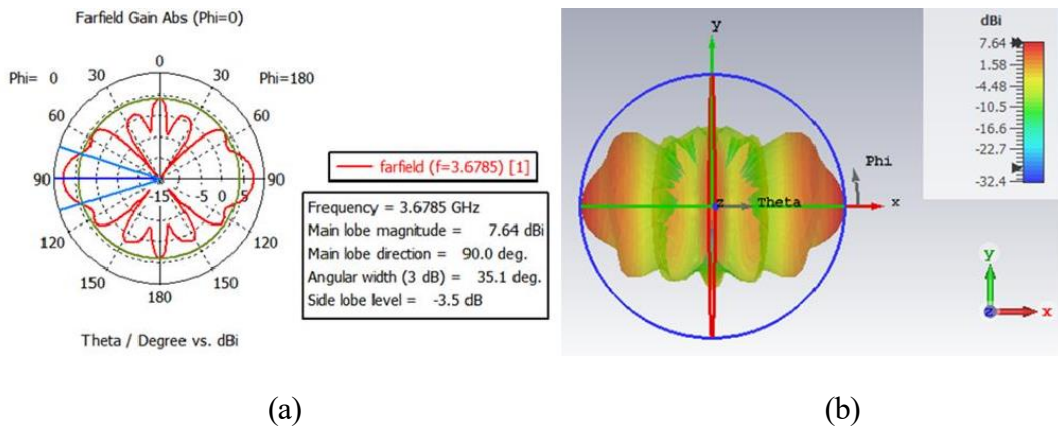 Farfield Gain Abs (Phi=0)
0
Phi= 0 30 30 Phi=180
60 60
90 -15 -5 0 5 90
120 120
150 150
180
Theta / Degree vs. dBi
farfield (f=3.6785) [1]
Frequency = 3.6785 GHz
Main lobe magnitude = 7.64 dBi
Main lobe direction = 90.0 deg.
Angular width (3 dB) = 35.1 deg.
Side lobe level = -3.5 dB
(a)
y
dBi
7.64
1.58
-4.48
-10.5
-16.6
-22.7
-32.4
Phi
z Theta x
y
z x
(b)